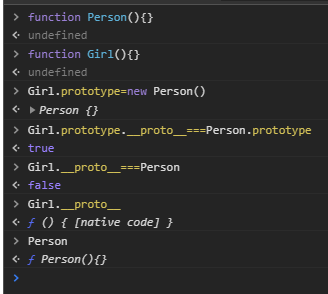 function Person(){}
undefined
function Girl(){}
undefined
Girl.prototype=new Person()
Person {}
Girl.prototype.__proto__===Person.prototype
true
Girl.__proto__===Person
false
Girl.__proto__
ƒ () { [native code] }
Person
ƒ Person(){}